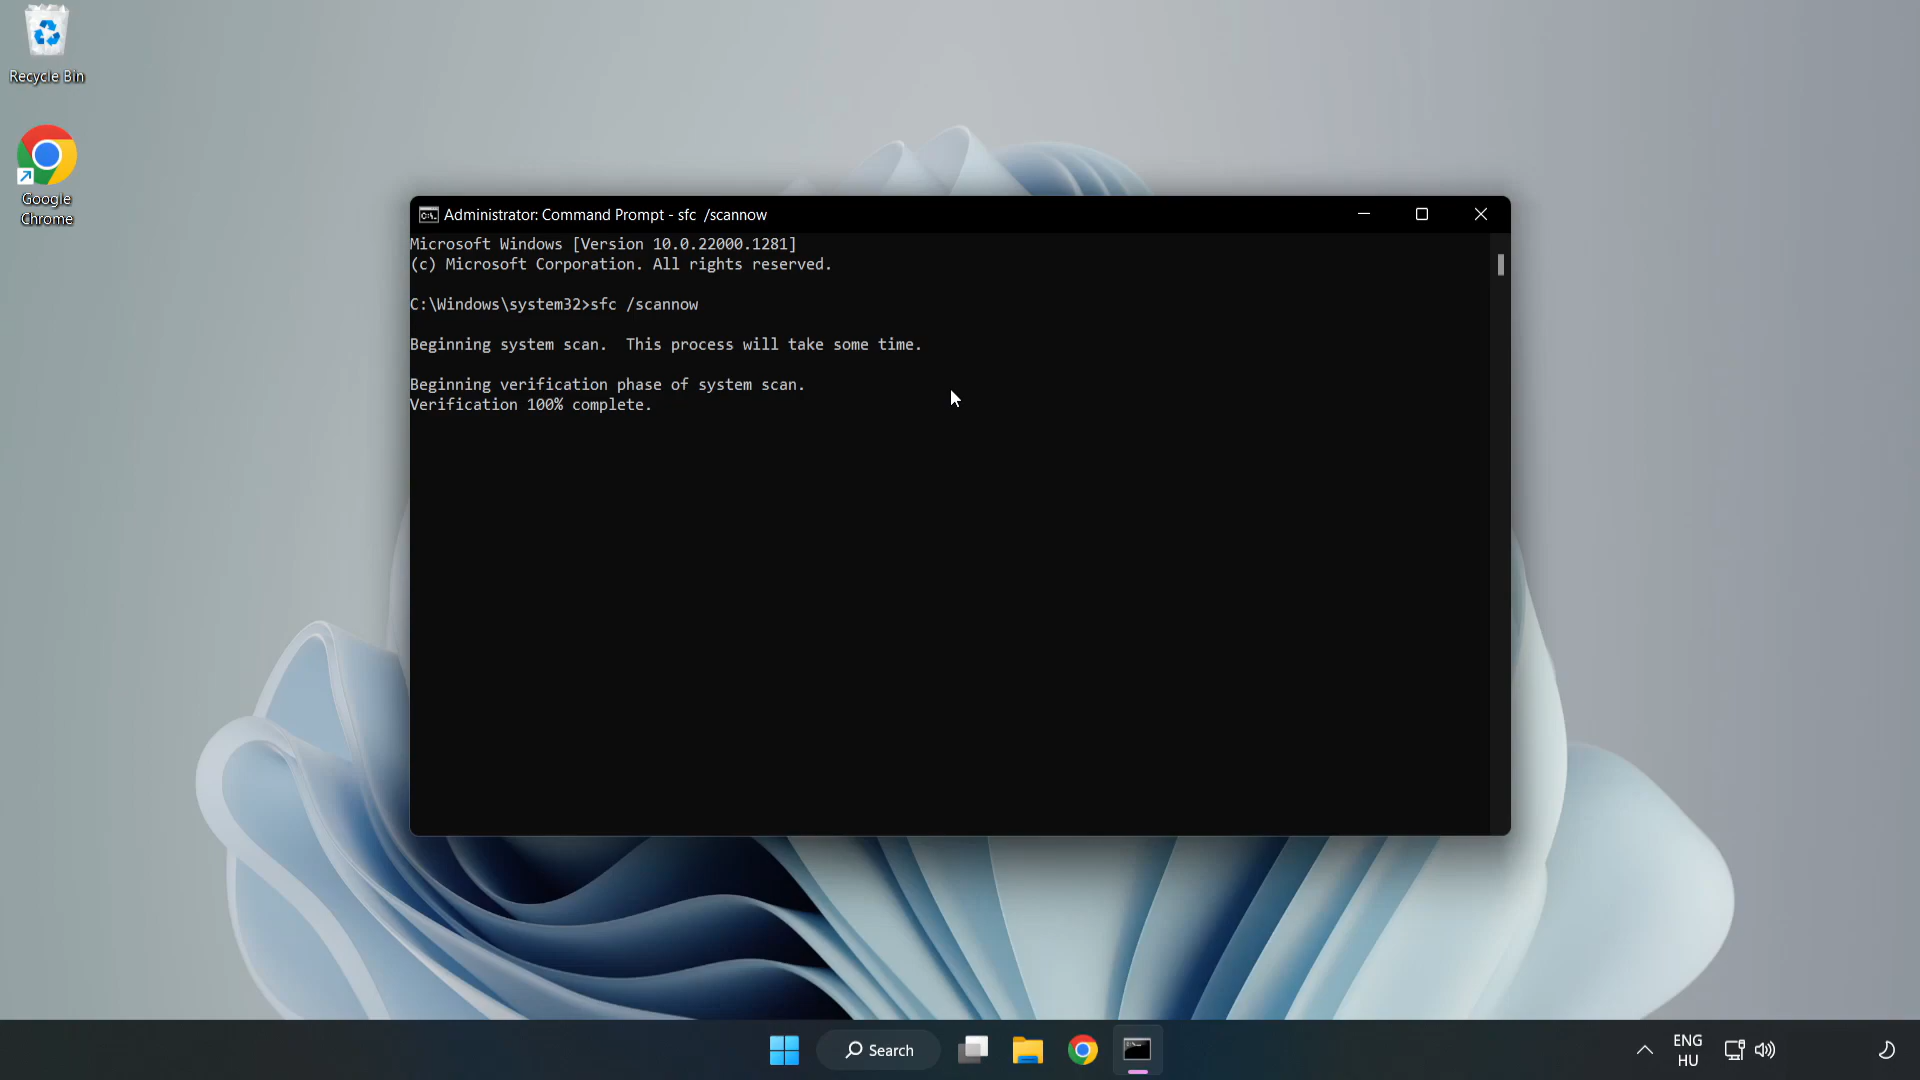 Recycle Bin
Google
Chrome
Administrator: Command Prompt - sfc  /scannow
Microsoft Windows [Version 10.0.22000.1281]
(c) Microsoft Corporation. All rights reserved.
C:\Windows\system32>sfc /scannow
Beginning system scan.  This process will take some time.
Beginning verification phase of system scan.
Verification 100% complete.
Search
ENG
HU